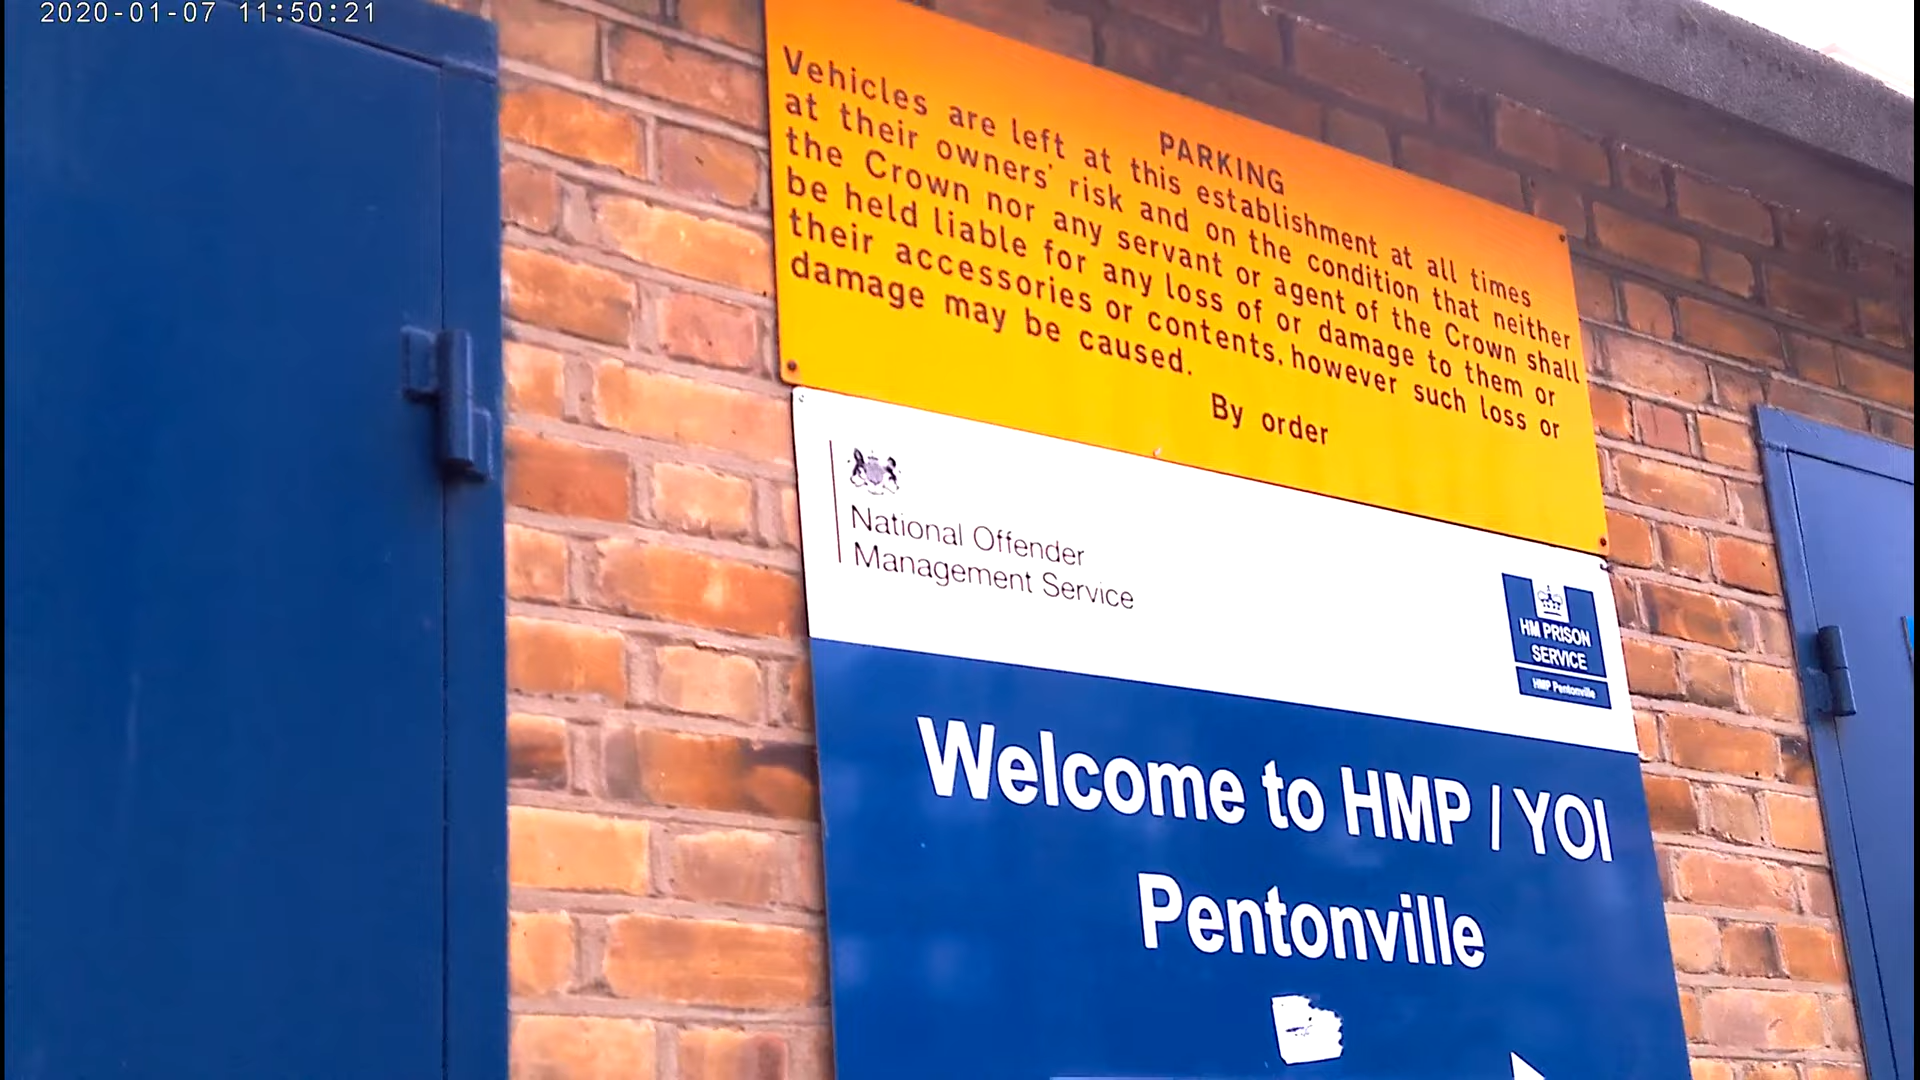 2020-01-07 11:50:21
PARKING
Vehicles are left at this establishment at all times
at their owners' risk and on the condition that neither
the Crown nor any servant or agent of the Crown shall
be held liable for any loss of or damage to them or
their accessories or contents. however such loss or
damage may be caused.
By order
National Offender
Management Service
HM PRISON
SERVICE
HMP Pentonville
Welcome to HMP / YOI
Pentonville